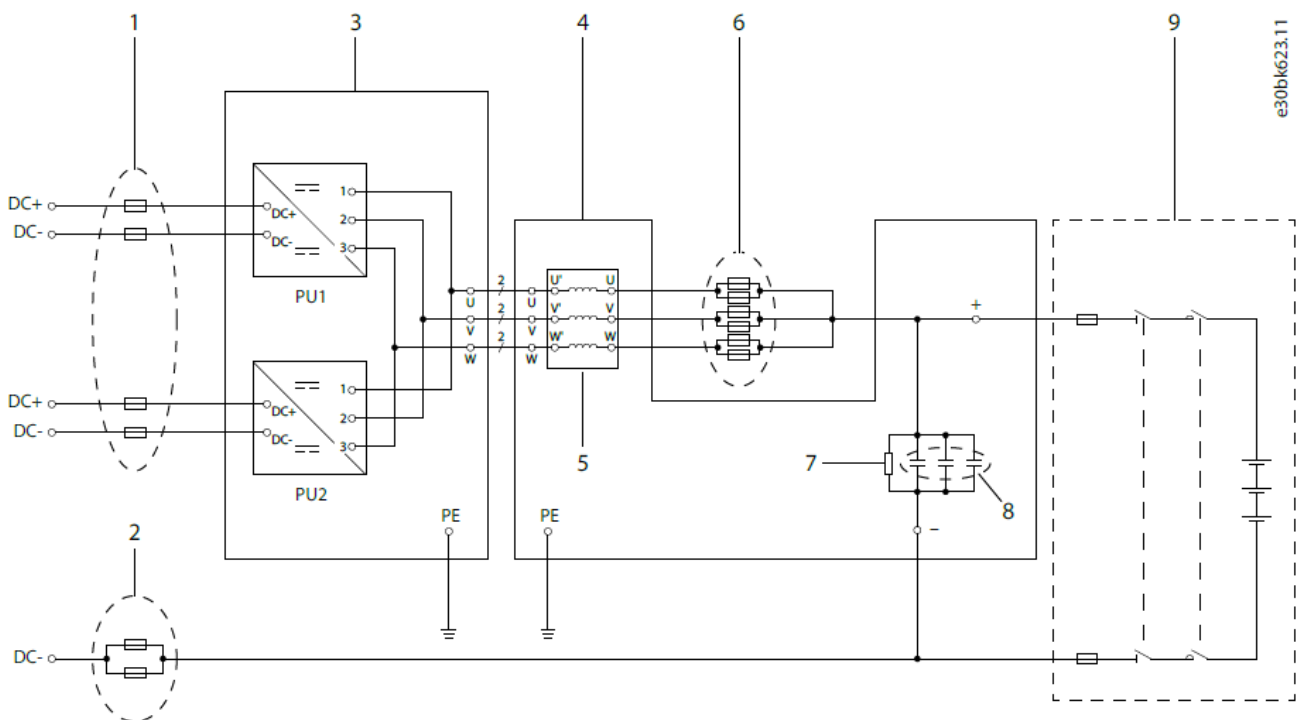 1
3
4
6
9
e30bk623.11
DC+
DC-
DC+
DC-
1
2
3
PU1
U
V
W
2
2
2
U
V
W
U'
V'
W'
U
V
W
+
DC+
DC-
DC+
DC-
1
2
3
PU2
5
7
8
-
PE
PE
2
DC-